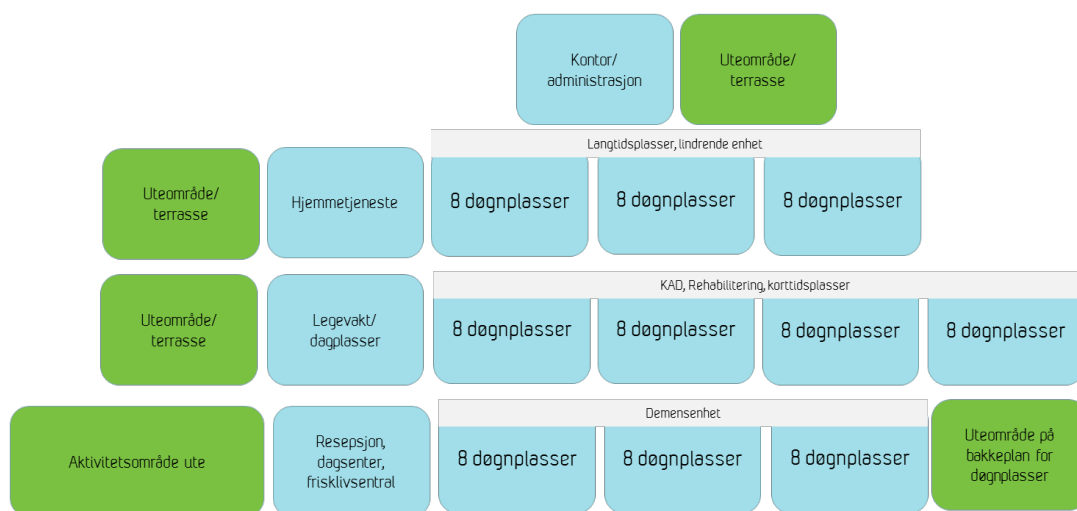 Kontor/
administrasjon
Uteområde/
terrasse
Langtidsplasser, lindrende enhet
Uteområde/
terrasse
Hjemmetjeneste
8 døgnplasser
8 døgnplasser
8 døgnplasser
KAD, Rehabilitering, korttidsplasser
Uteområde/
terrasse
Legevakt/
dagplasser
8 døgnplasser
8 døgnplasser
8 døgnplasser
8 døgnplasser
Demensenhet
Aktivitetsområde ute
Resepsjon,
dagsenter,
frisklivsentral
8 døgnplasser
8 døgnplasser
8 døgnplasser
Uteområde på
bakkeplan for
døgnplasser